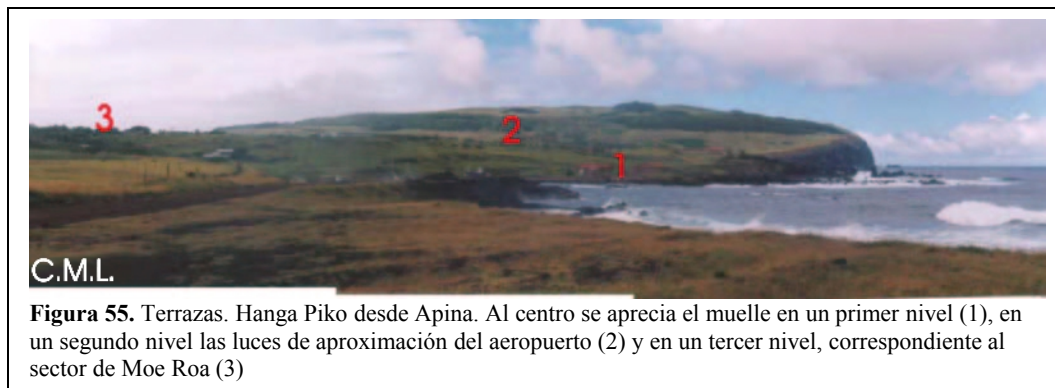 3
2
1
C.M.L.
Figura 55. Terrazas. Hanga Piko desde Apina. Al centro se aprecia el muelle en un primer nivel (1), en
un segundo nivel las luces de aproximación del aeropuerto (2) y en un tercer nivel, correspondiente al
sector de Moe Roa (3)